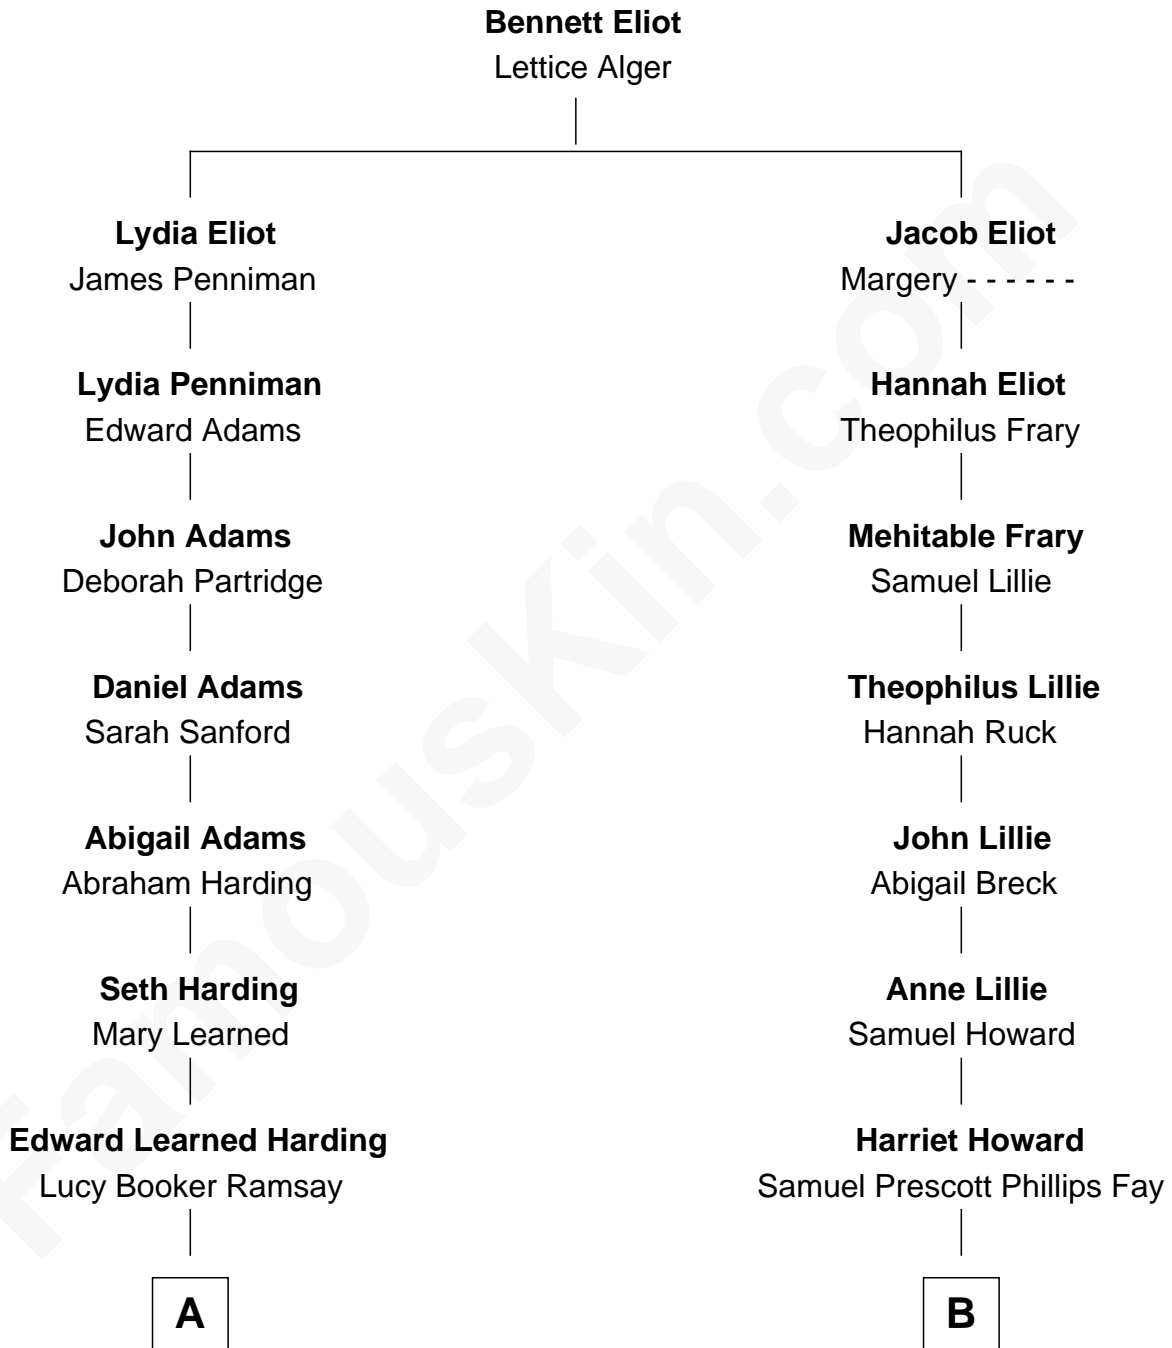 Bennett Eliot
Lettice Alger
Lydia Eliot
James Penniman
Jacob Eliot
Margery - - - - - -
Lydia Penniman
Edward Adams
Hannah Eliot
Theophilus Frary
John Adams
Deborah Partridge
Mehitable Frary
Samuel Lillie
Daniel Adams
Sarah Sanford
Theophilus Lillie
Hannah Ruck
Abigail Adams
Abraham Harding
John Lillie
Abigail Breck
Seth Harding
Mary Learned
Anne Lillie
Samuel Howard
Edward Learned Harding
Lucy Booker Ramsay
Harriet Howard
Samuel Prescott Phillips Fay
A
B
FamousKin.com